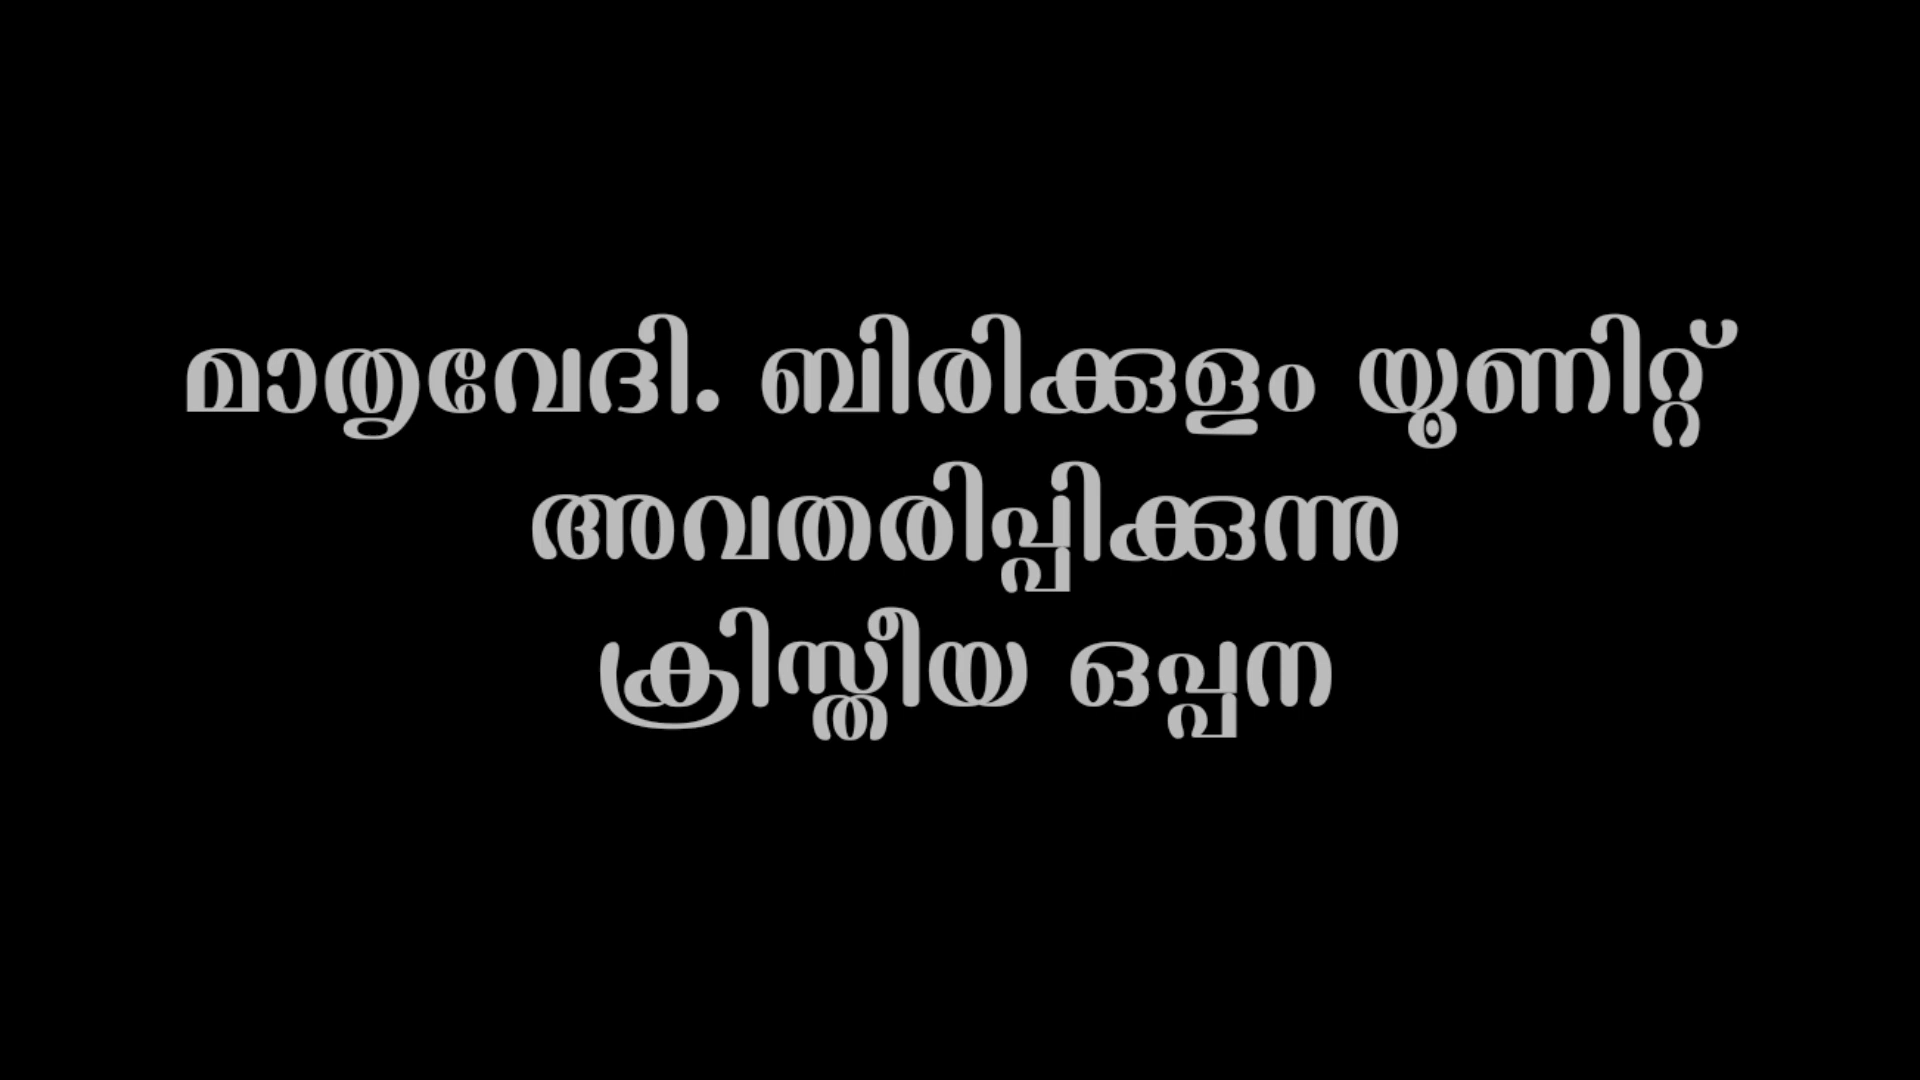 മാതൃവേദി. ബിരിക്കുളം യൂണിറ്റ്
അവതരിപ്പിക്കുന്നു
ക്രിസ്തീയ ഒപ്പന